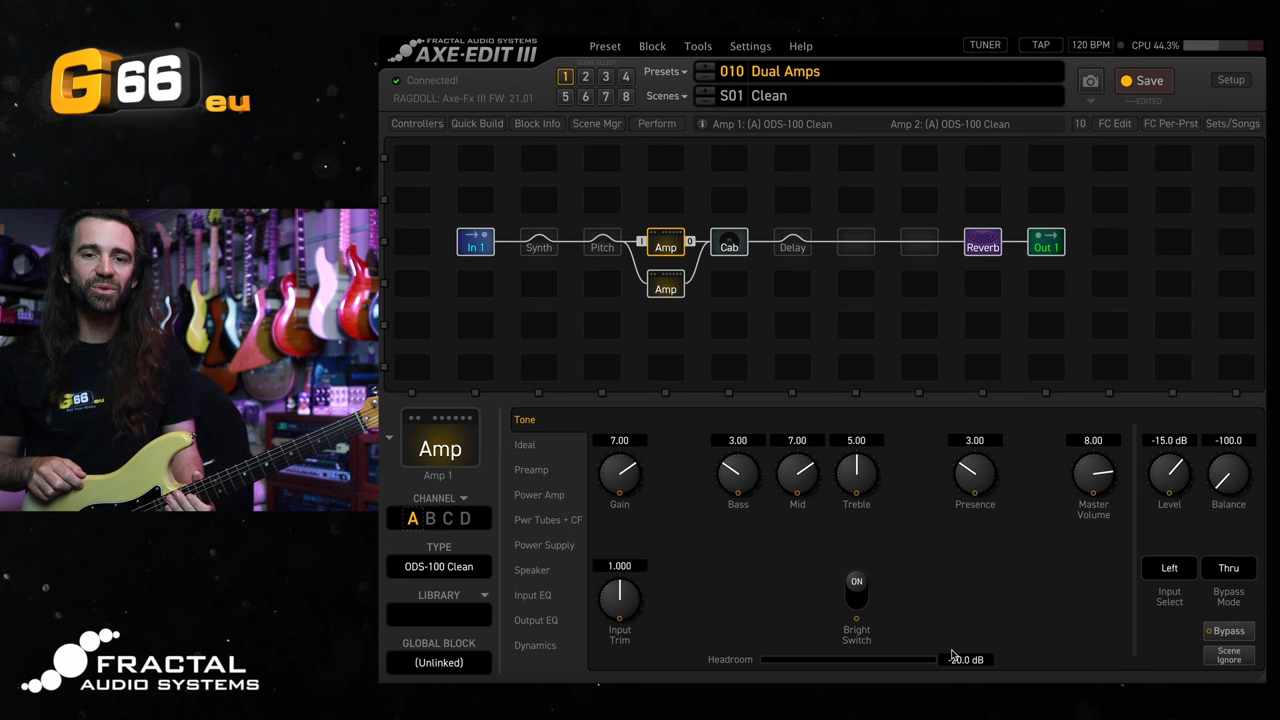 G66
.eu
G66
FRACTAL
AUDIO SYSTEMS
FRACTAL AUDIO SYSTEMS
AXE-EDIT III
Preset Block Tools Settings Help
TUNER TAP 120 BPM CPU 44.3%
Connected!
RAGDOLL: Axe-Fx III FW: 21.01
SCENE SELECT
1 2 3 4
5 6 7 8
Presets 010 Dual Amps
Scenes S01 Clean
Save
EDITED
Setup
Controllers Quick Build Block Info Scene Mgr Perform Amp 1: (A) ODS-100 Clean Amp 2: (A) ODS-100 Clean 10 FC Edit FC Per-Prst Sets/Songs
In 1 Synth Pitch I Amp O Cab Delay Reverb Out 1
Amp
Amp
Amp 1
CHANNEL
A B C D
TYPE
ODS-100 Clean
LIBRARY
GLOBAL BLOCK
(Unlinked)
Tone
Ideal
Preamp
Power Amp
Pwr Tubes + CF
Power Supply
Speaker
Input EQ
Output EQ
Dynamics
7.00 3.00 7.00 5.00 3.00 8.00 -15.0 dB -100.0
Gain Bass Mid Treble Presence Master Volume Level Balance
1.000
Input Trim
ON
Bright Switch
Left Thru
Input Select
Bypass Mode
Bypass
Scene Ignore
Headroom -20.0 dB